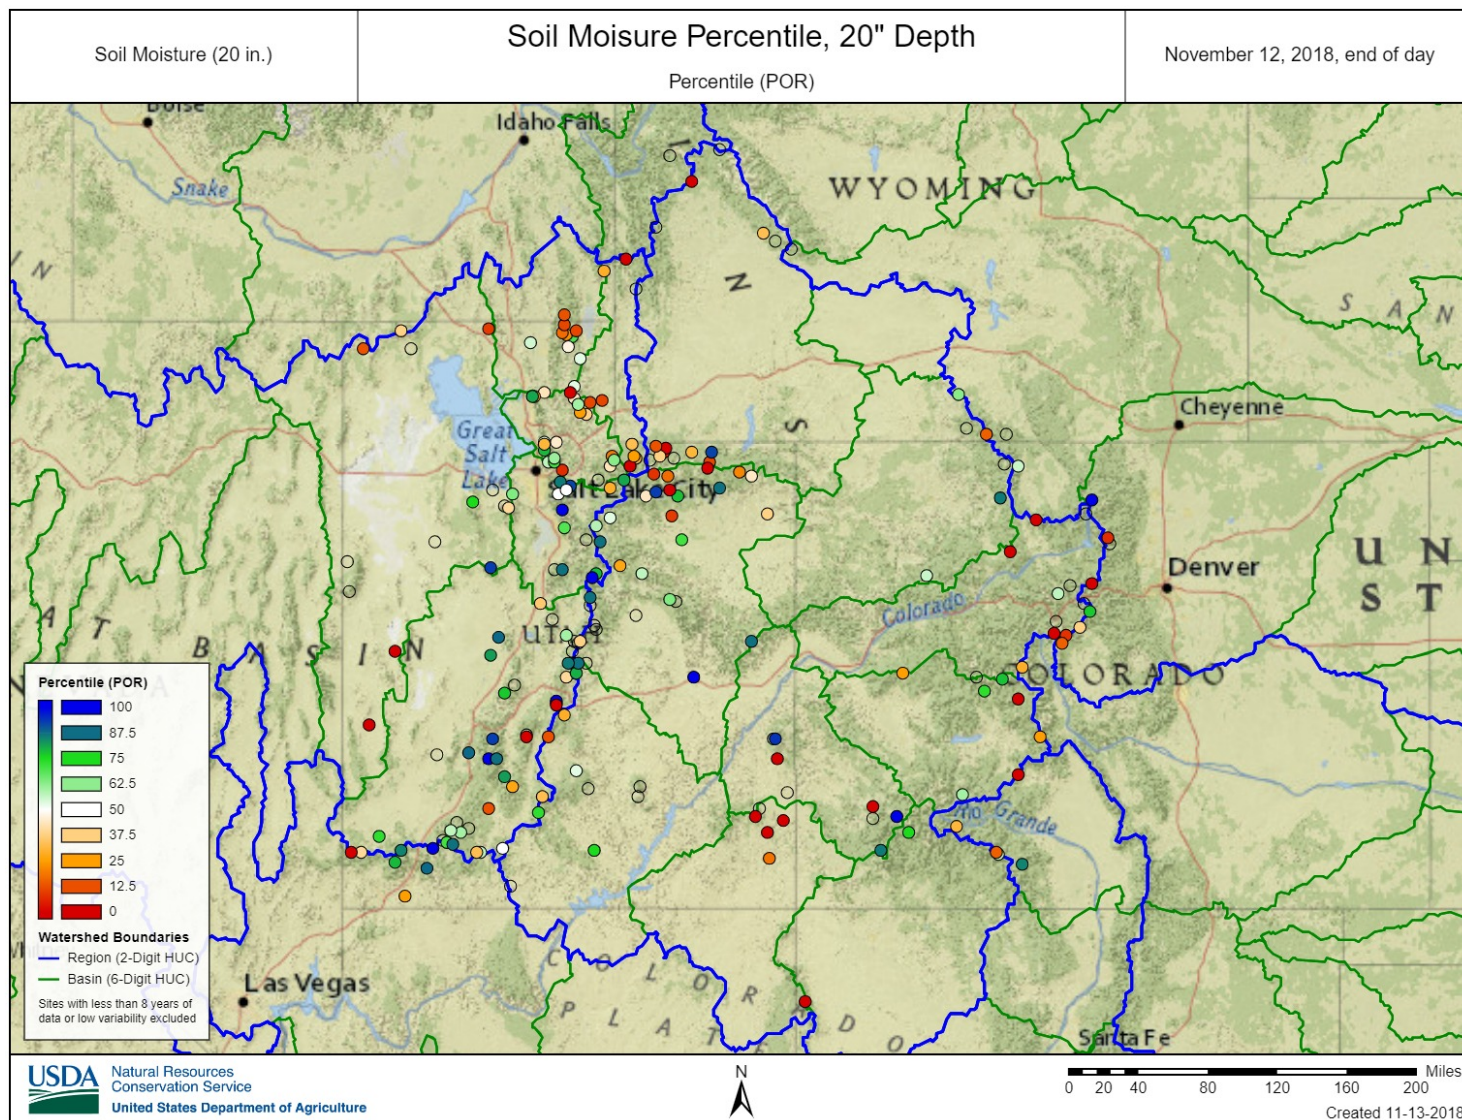 Soil Moisture (20 in.)
Soil Moisure Percentile, 20" Depth
Percentile (POR)
November 12, 2018, end of day
Boise
Idaho Falls
Snake
WYOMING
S A N
Great
Salt
Lake
Salt Lake City
Cheyenne
Denver
U N
S T
Colorado
UTAH
B A S I N
COLORADO
Rio Grande
Las Vegas
C O L O R A D O
P L A T E
Santa Fe
Percentile (POR)
100
87.5
75
62.5
50
37.5
25
12.5
0
Watershed Boundaries
Region (2-Digit HUC)
Basin (6-Digit HUC)
Sites with less than 8 years of
data or low variability excluded
USDA
Natural Resources
Conservation Service
United States Department of Agriculture
N
Miles
0 20 40 80 120 160 200
Created 11-13-2018